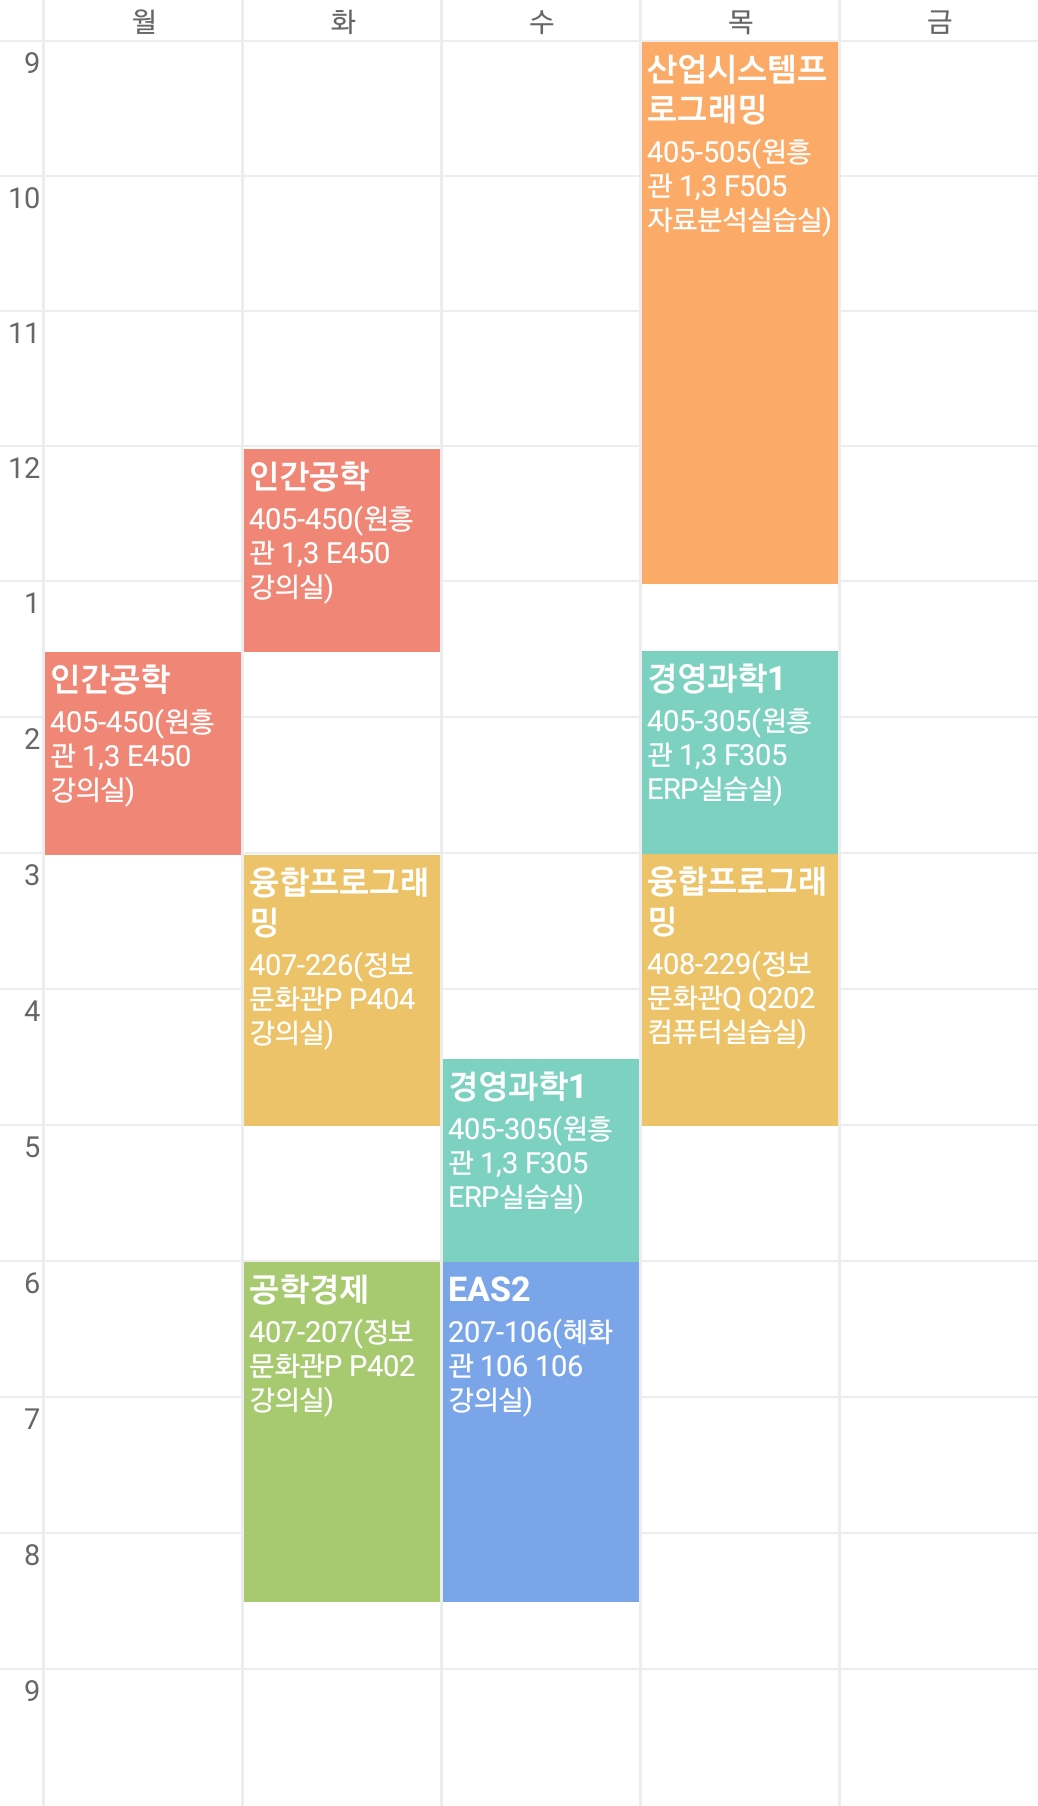 월 화 수 목 금
9
산업시스템프
로그래밍
405-505(원흥
관 1,3 F505
자료분석실습실)
10
11
12
인간공학
405-450(원흥
관 1,3 E450
강의실)
1
인간공학
405-450(원흥
관 1,3 E450
강의실)
경영과학1
405-305(원흥
관 1,3 F305
ERP실습실)
2
3
융합프로그래
밍
407-226(정보
문화관P P404
강의실)
융합프로그래
밍
408-229(정보
문화관Q Q202
컴퓨터실습실)
4
경영과학1
405-305(원흥
관 1,3 F305
ERP실습실)
5
6
공학경제
407-207(정보
문화관P P402
강의실)
EAS2
207-106(혜화
관 106 106
강의실)
7
8
9